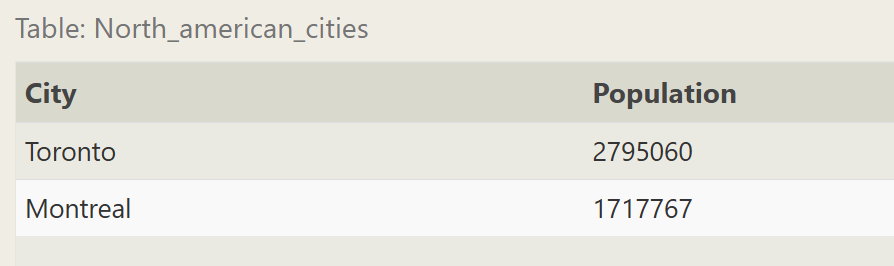 Table: North_american_cities
City Population
Toronto 2795060
Montreal 1717767